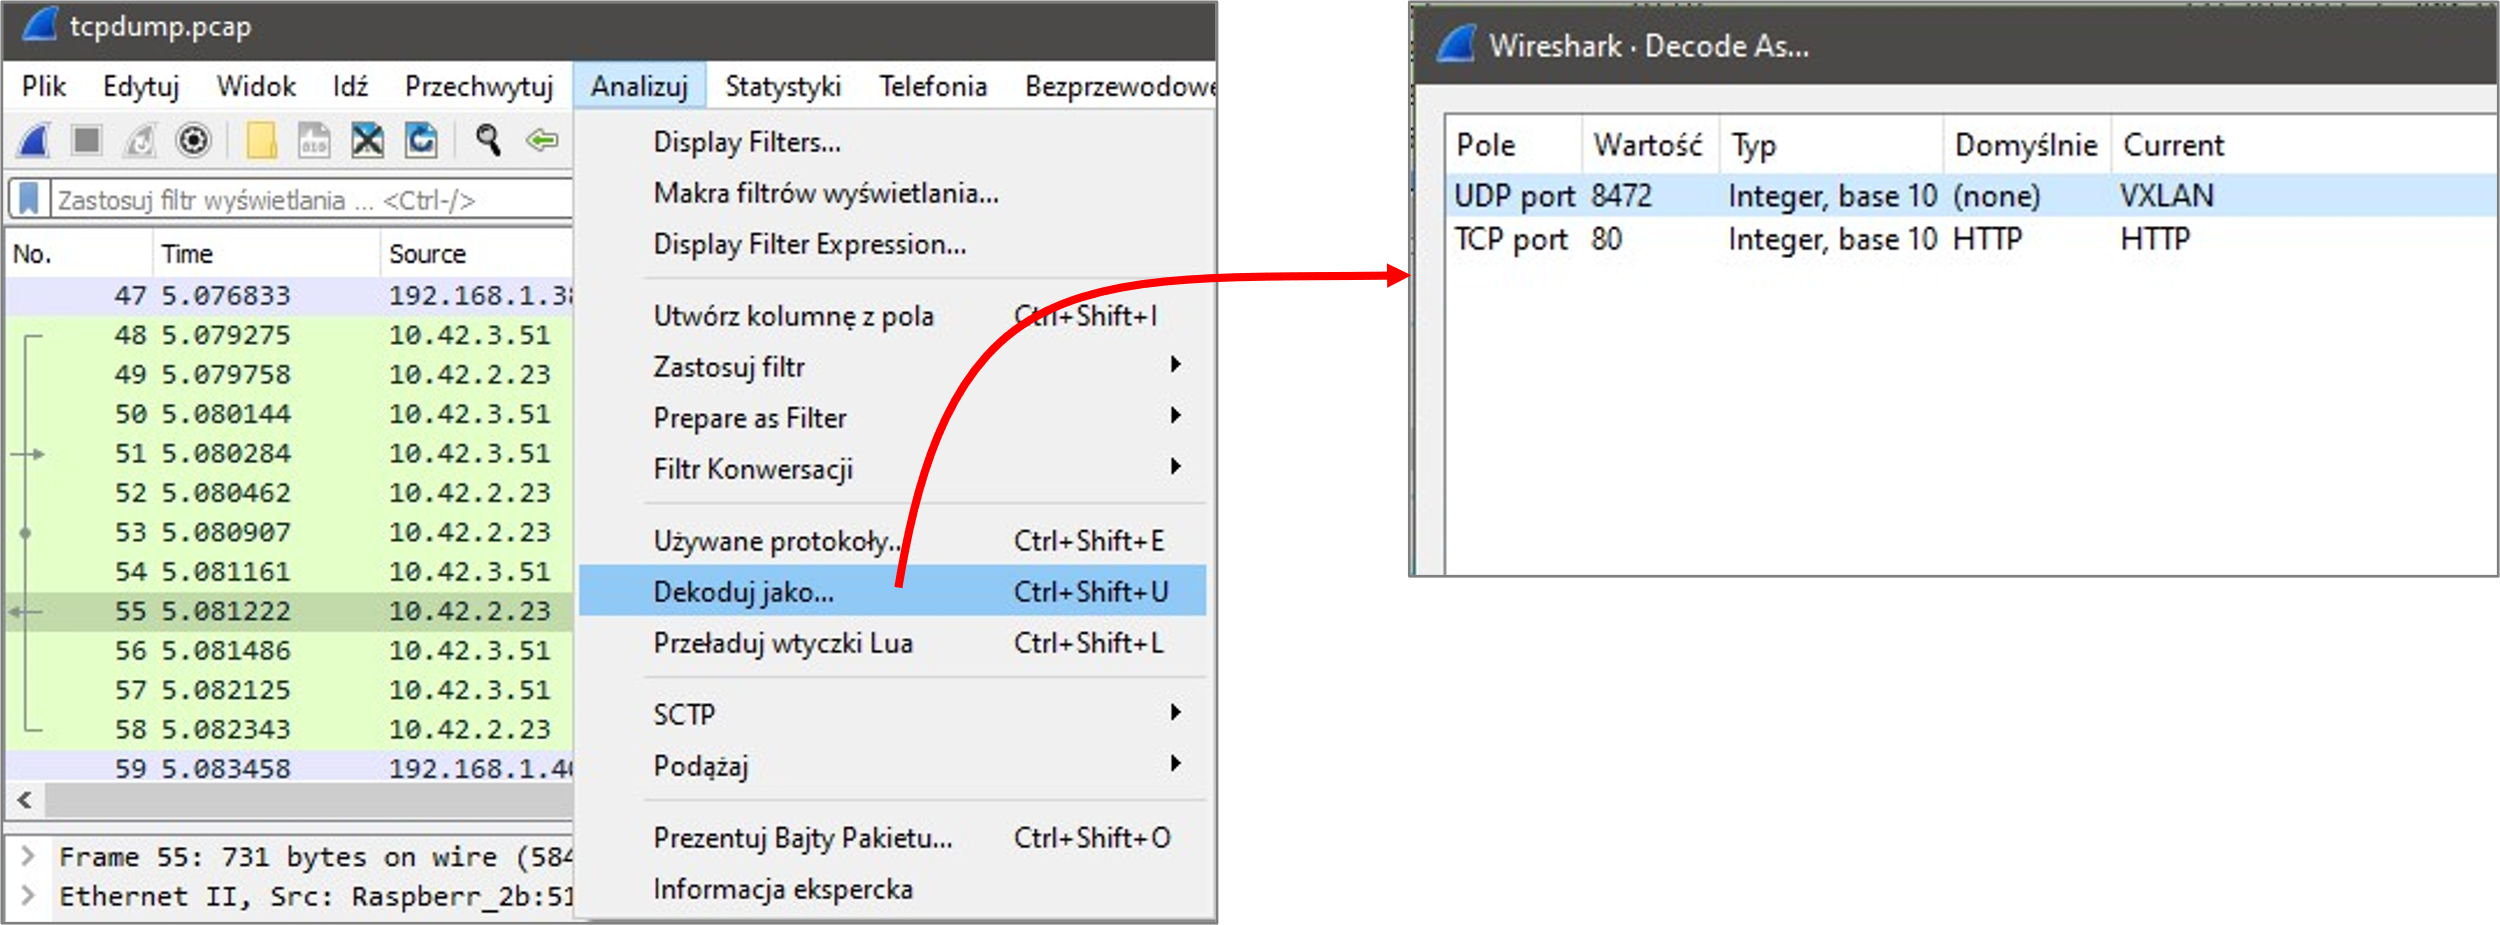 tcpdump.pcap
Plik Edytuj Widok Idź Przechwytuj Analizuj Statystyki Telefonia Bezprzewodowe
Zastosuj filtr wyświetlania ... <Ctrl-/>
No. Time Source
47 5.076833 192.168.1.38
48 5.079275 10.42.3.51
49 5.079758 10.42.2.23
50 5.080144 10.42.3.51
51 5.080284 10.42.3.51
52 5.080462 10.42.2.23
53 5.080907 10.42.2.23
54 5.081161 10.42.3.51
55 5.081222 10.42.2.23
56 5.081486 10.42.3.51
57 5.082125 10.42.3.51
58 5.082343 10.42.2.23
59 5.083458 192.168.1.40
Frame 55: 731 bytes on wire (584
Ethernet II, Src: Raspberr_2b:51
Display Filters...
Makra filtrów wyświetlania...
Display Filter Expression...
Utwórz kolumnę z pola Ctrl+Shift+I
Zastosuj filtr
Prepare as Filter
Filtr Konwersacji
Używane protokoły... Ctrl+Shift+E
Dekoduj jako... Ctrl+Shift+U
Przeładuj wtyczki Lua Ctrl+Shift+L
SCTP
Podążaj
Prezentuj Bajty Pakietu... Ctrl+Shift+O
Informacja ekspercka
Wireshark · Decode As...
Pole Wartość Typ Domyślnie Current
UDP port 8472 Integer, base 10 (none) VXLAN
TCP port 80 Integer, base 10 HTTP HTTP